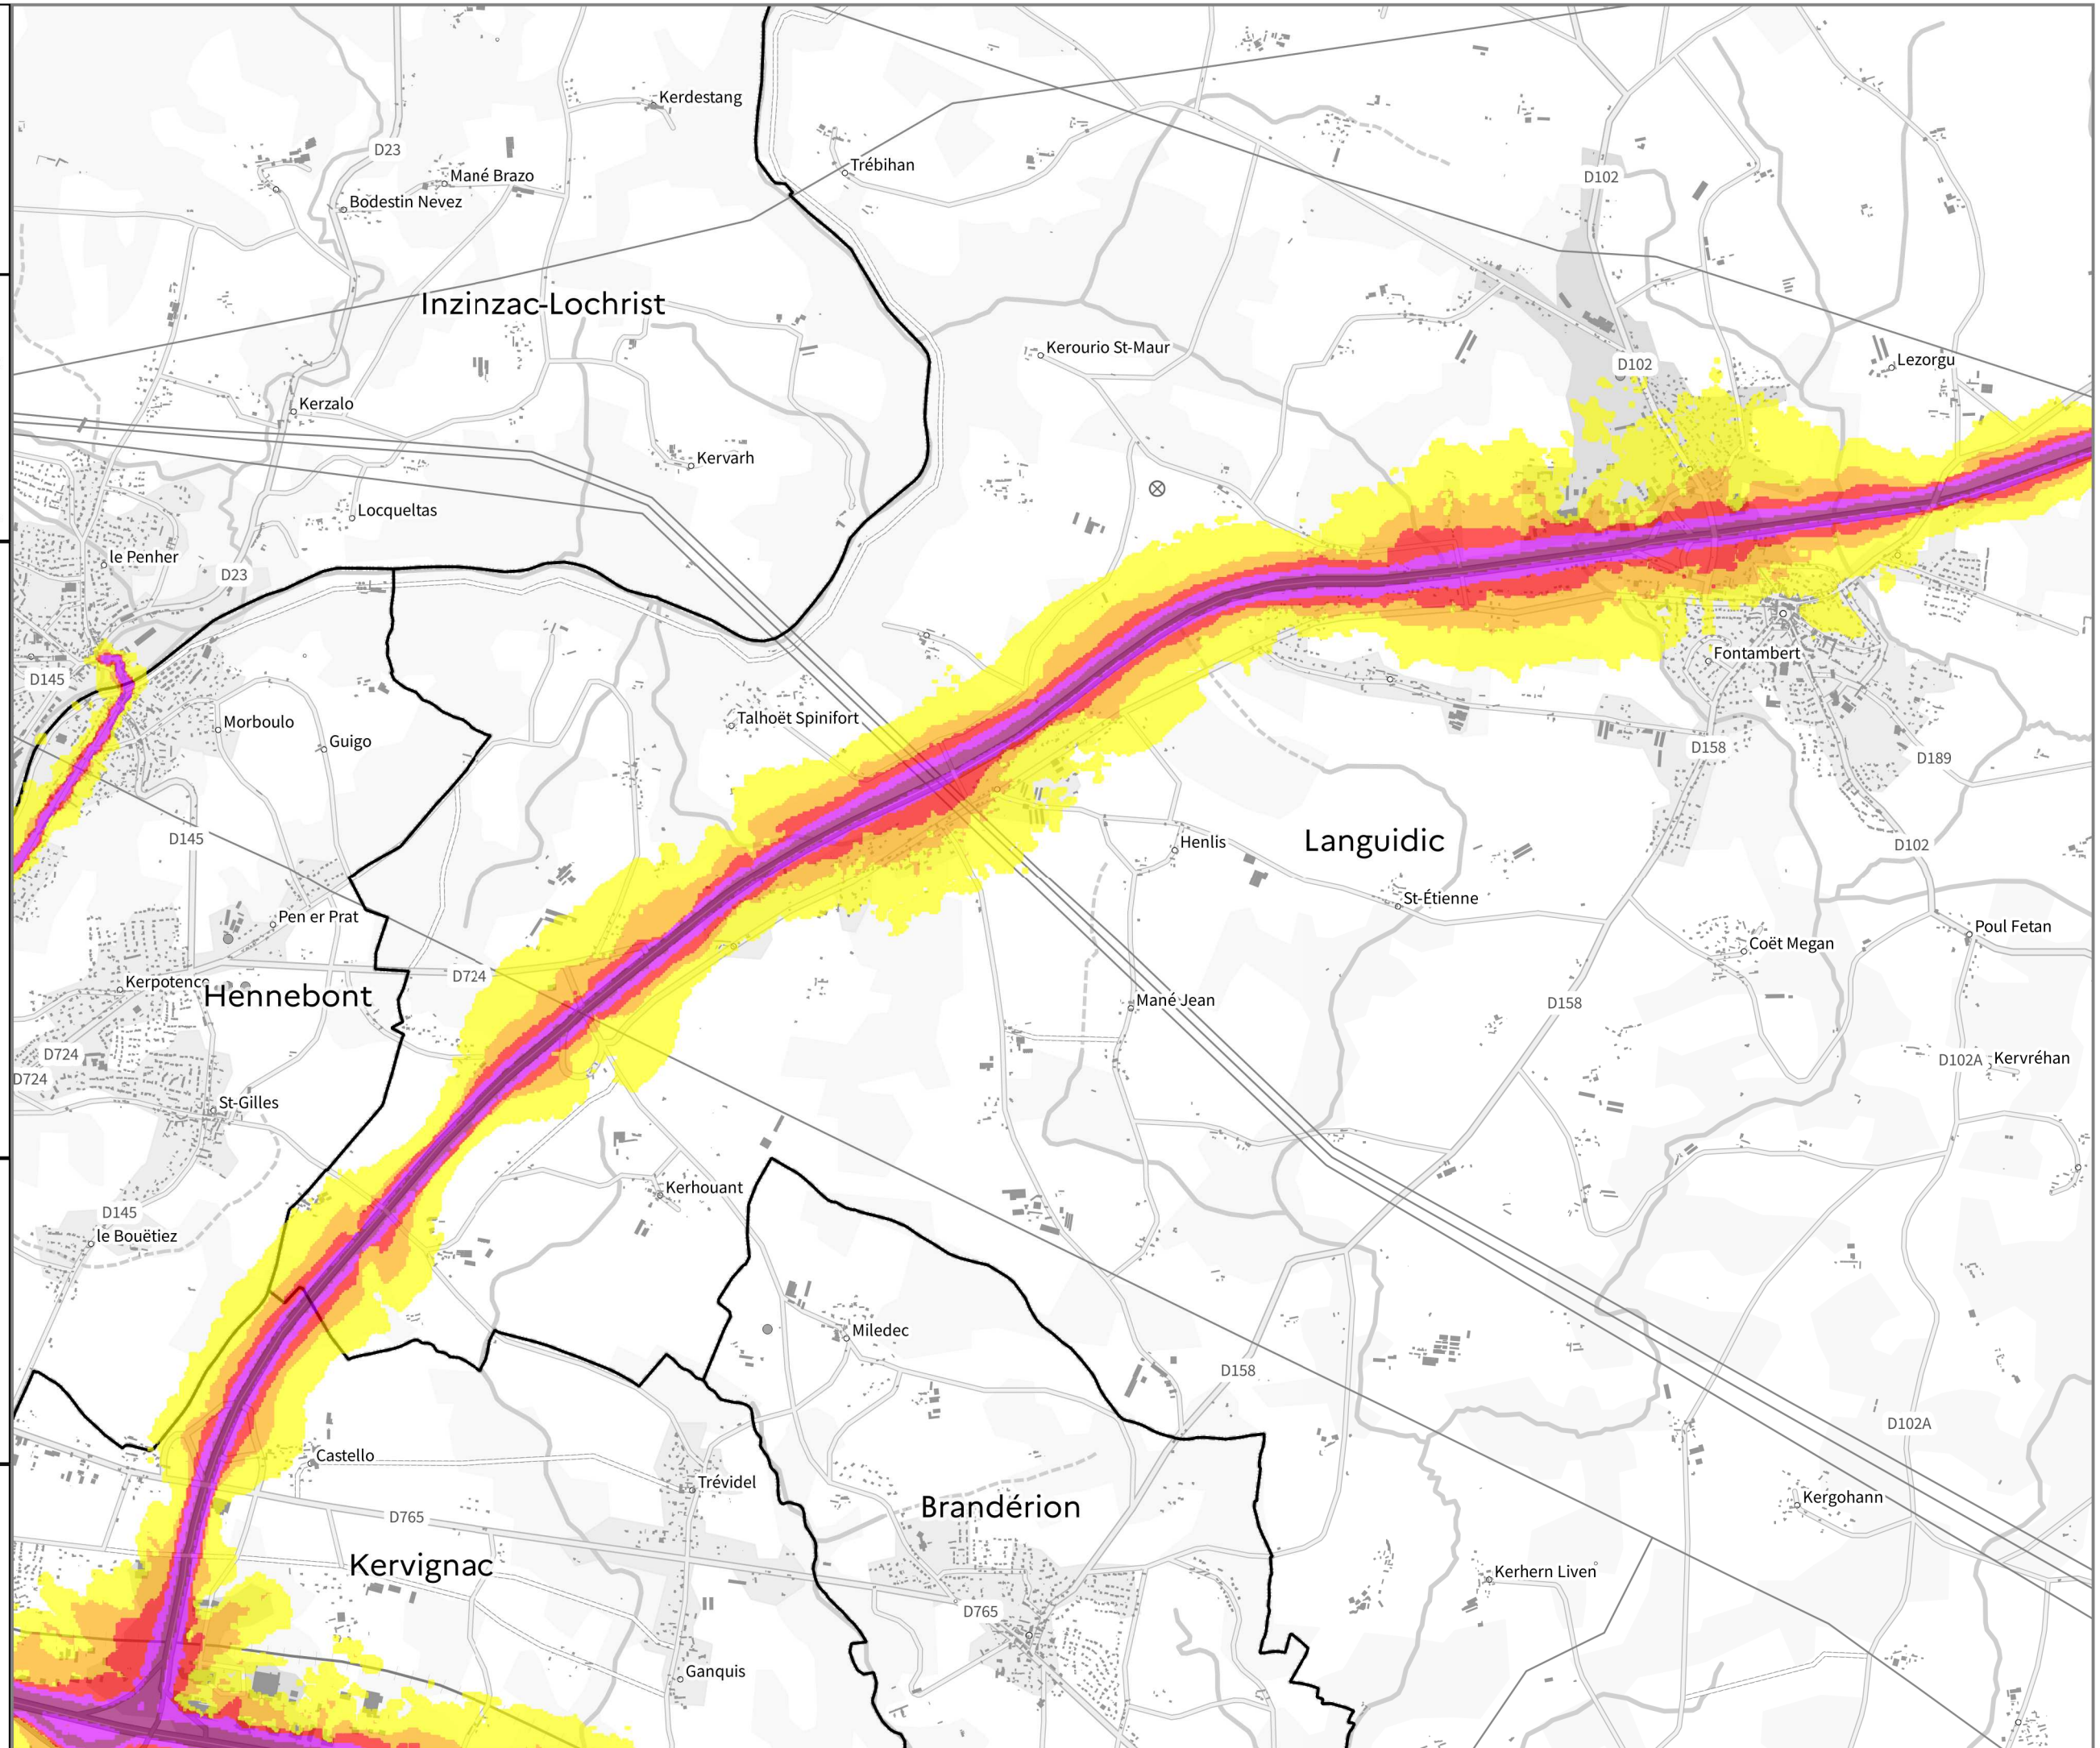 Kerdestang
D23
Trébihan
Mané Brazo
D102
Bodestin Nevez
Inzinzac-Lochrist
Kerourio St-Maur
Lezorgu
D102
Kerzalo
Kervarh
Locqueltas
le Penher
D23
Fontambert
D145
Talhoët Spinifort
Morboulo
Guigo
D158
D189
D145
Henlis
Languidic
D102
St-Étienne
Pen er Prat
Poul Fetan
Coët Megan
D724
Kerpotence
Hennebont
Mané Jean
D158
D724
D102A
Kervréhan
D724
St-Gilles
Kerhouant
D145
le Bouëtiez
Miledec
D158
D102A
Castello
Trévidel
Kergohann
Brandérion
D765
Kervignac
Kerhern Liven
D765
Ganquis